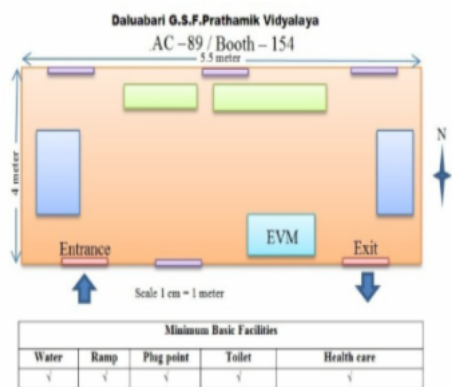 Daluabari G.S.F.Prathamik Vidyalaya
AC –89 / Booth – 154
5.5 meter
4 meter
N
EVM
Entrance
Exit
Scale 1 cm = 1 meter
Minimum Basic Facilities
Water Ramp Plug point Toilet Health care
√ √ √ √ √